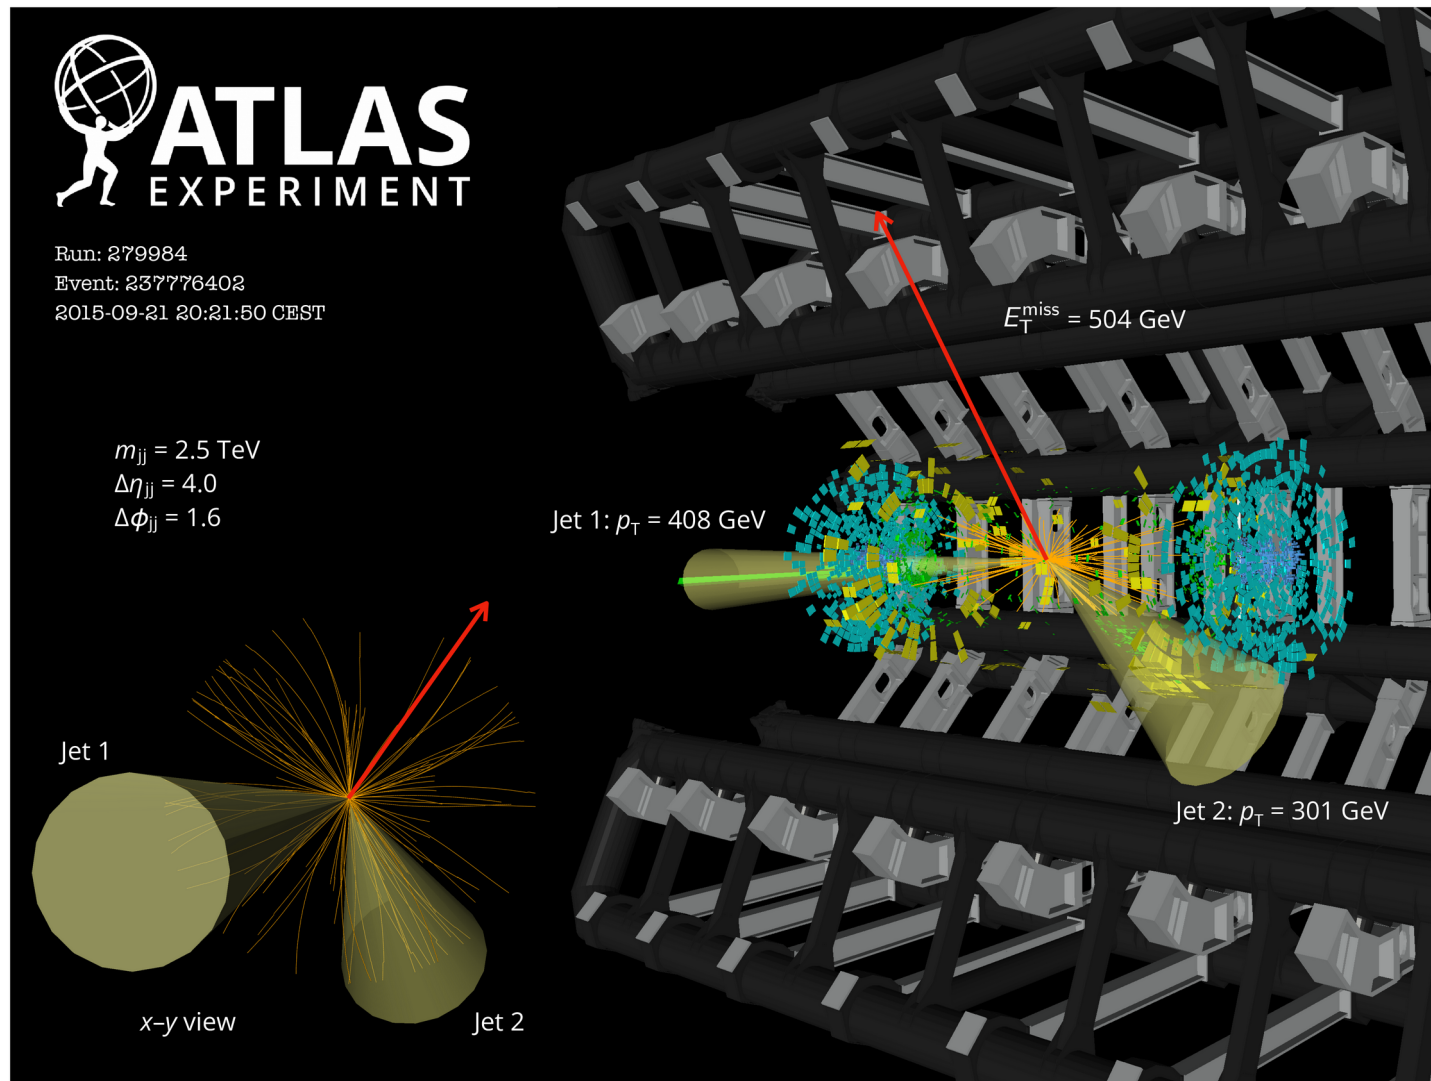 ATLAS
EXPERIMENT
Run: 279984
Event: 237776402
2015-09-21 20:21:50 CEST
m_jj = 2.5 TeV
Δη_jj = 4.0
Δϕ_jj = 1.6
E_T^miss = 504 GeV
Jet 1: p_T = 408 GeV
Jet 2: p_T = 301 GeV
Jet 1
x–y view
Jet 2